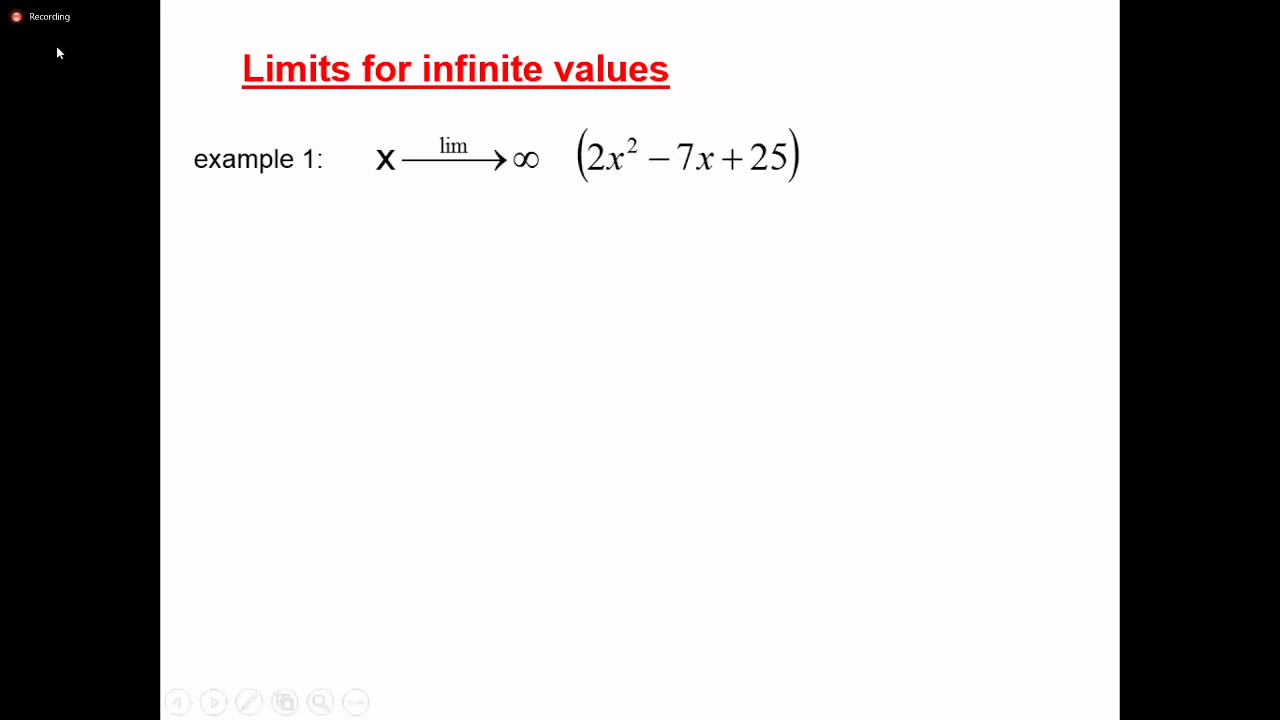 Recording
Limits for infinite values
example 1: x lim⟶ ∞ (2x² − 7x + 25)